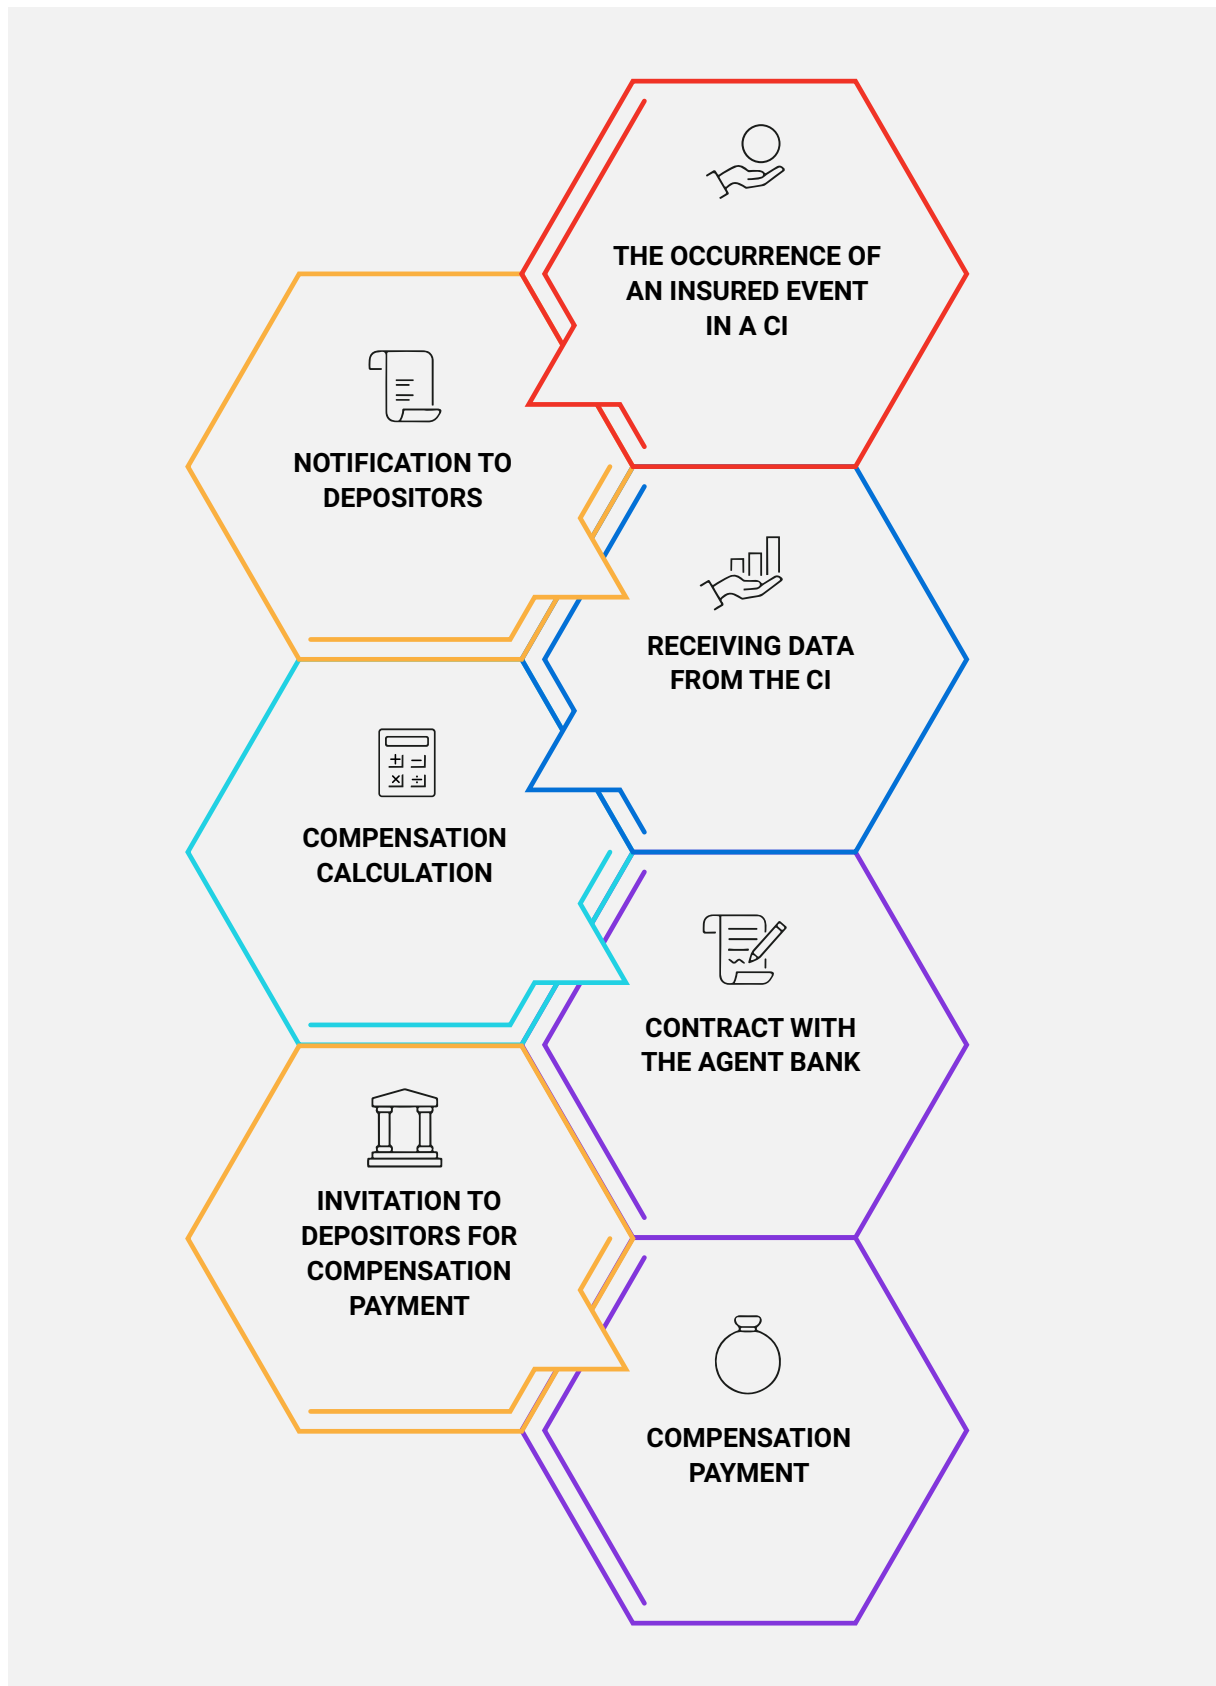 THE OCCURRENCE OF
AN INSURED EVENT
IN A CI
NOTIFICATION TO
DEPOSITORS
RECEIVING DATA
FROM THE CI
COMPENSATION
CALCULATION
CONTRACT WITH
THE AGENT BANK
INVITATION TO
DEPOSITORS FOR
COMPENSATION
PAYMENT
COMPENSATION
PAYMENT